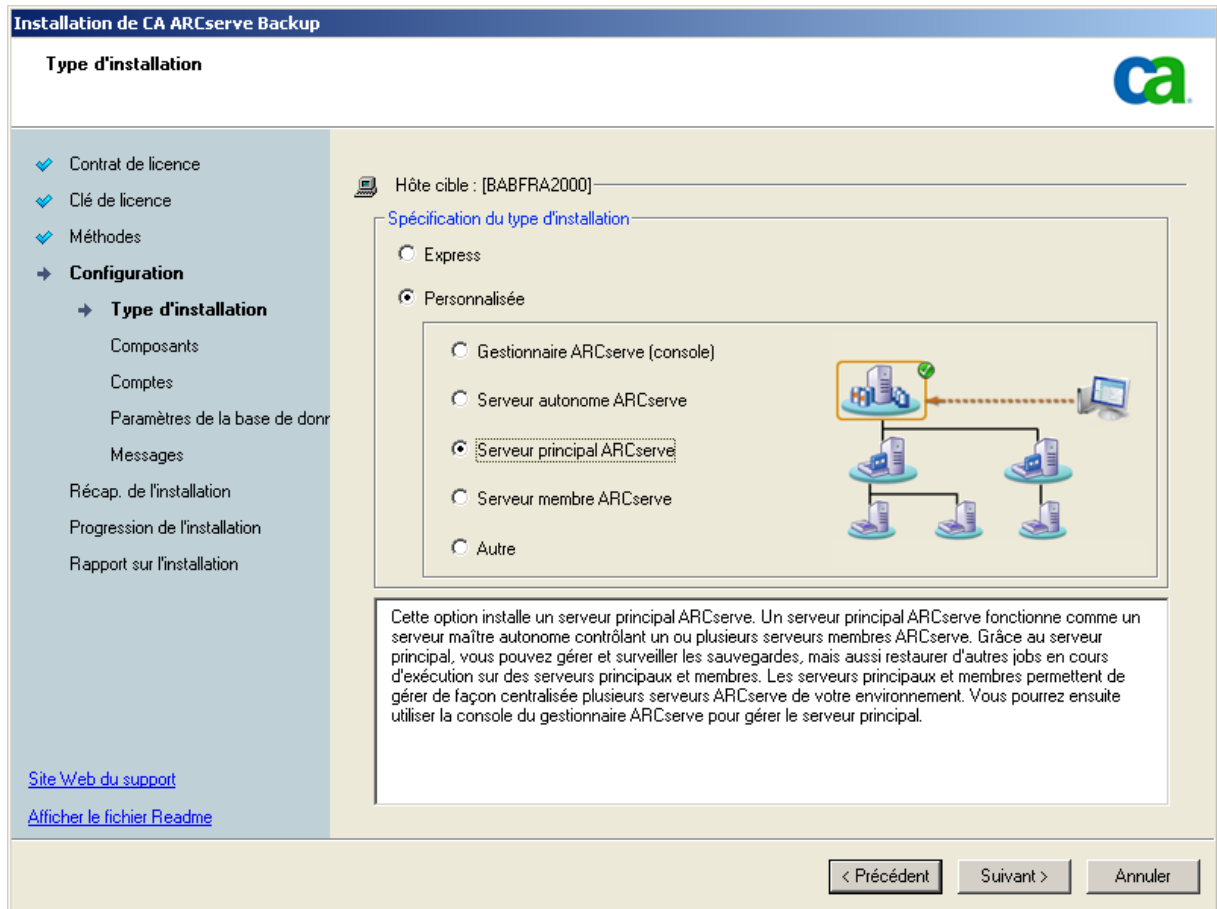 Installation de CA ARCserve Backup
Type d'installation
ca
Contrat de licence
Clé de licence
Méthodes
Configuration
Type d'installation
Composants
Comptes
Paramètres de la base de donr
Messages
Récap. de l'installation
Progression de l'installation
Rapport sur l'installation
Site Web du support
Afficher le fichier Readme
Hôte cible : [BABFRA2000]
Spécification du type d'installation
Express
Personnalisée
Gestionnaire ARCserve (console)
Serveur autonome ARCserve
Serveur principal ARCserve
Serveur membre ARCserve
Autre
Cette option installe un serveur principal ARCserve. Un serveur principal ARCserve fonctionne comme un
serveur maître autonome contrôlant un ou plusieurs serveurs membres ARCserve. Grâce au serveur
principal, vous pouvez gérer et surveiller les sauvegardes, mais aussi restaurer d'autres jobs en cours
d'exécution sur des serveurs principaux et membres. Les serveurs principaux et membres permettent de
gérer de façon centralisée plusieurs serveurs ARCserve de votre environnement. Vous pourrez ensuite
utiliser la console du gestionnaire ARCserve pour gérer le serveur principal.
< Précédent
Suivant >
Annuler